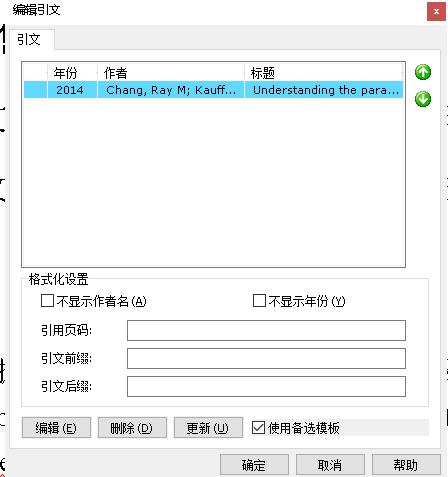 编辑引文
引文
年份 作者 标题
2014 Chang, Ray M; Kauff... Understanding the para...
格式化设置
不显示作者名(A) 不显示年份(Y)
引用页码:
引文前缀:
引文后缀:
编辑(E) 删除(D) 更新(U) 使用备选模板
确定 取消 帮助